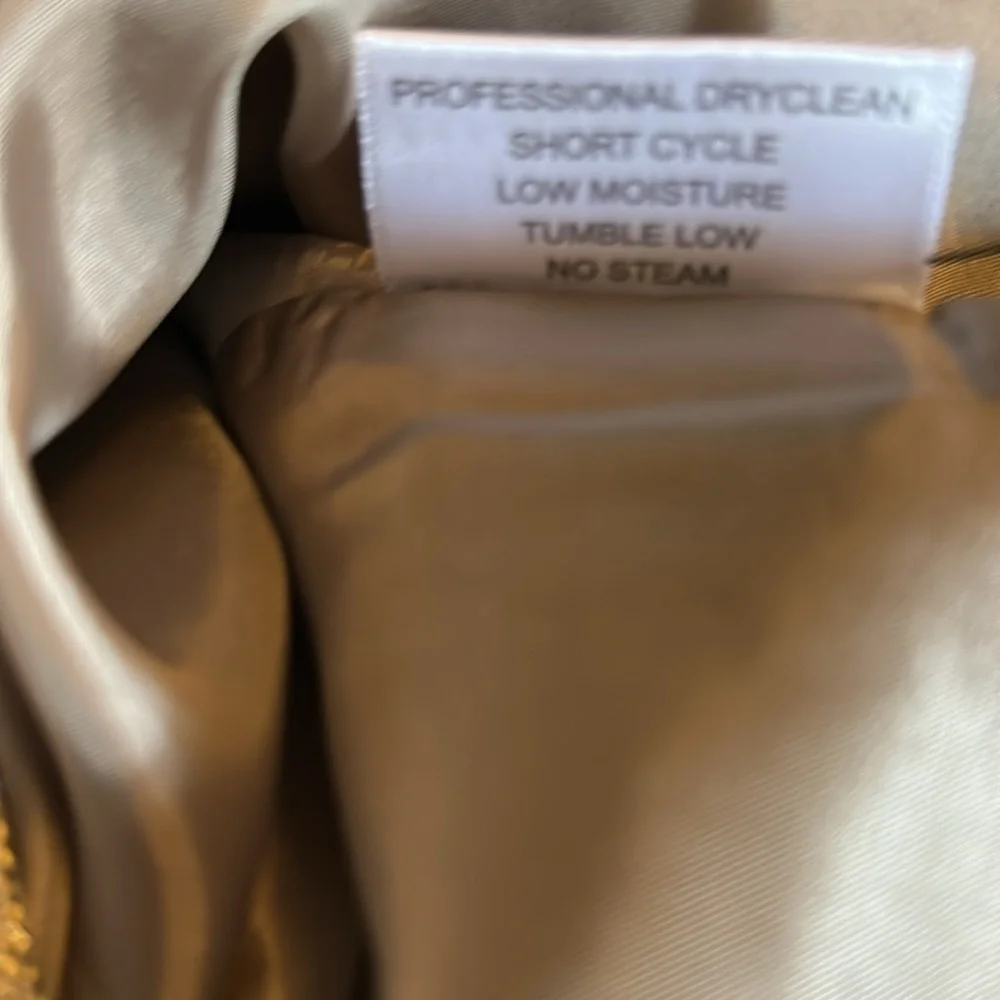 PROFESSIONAL DRYCLEAN
SHORT CYCLE
LOW MOISTURE
TUMBLE LOW
NO STEAM